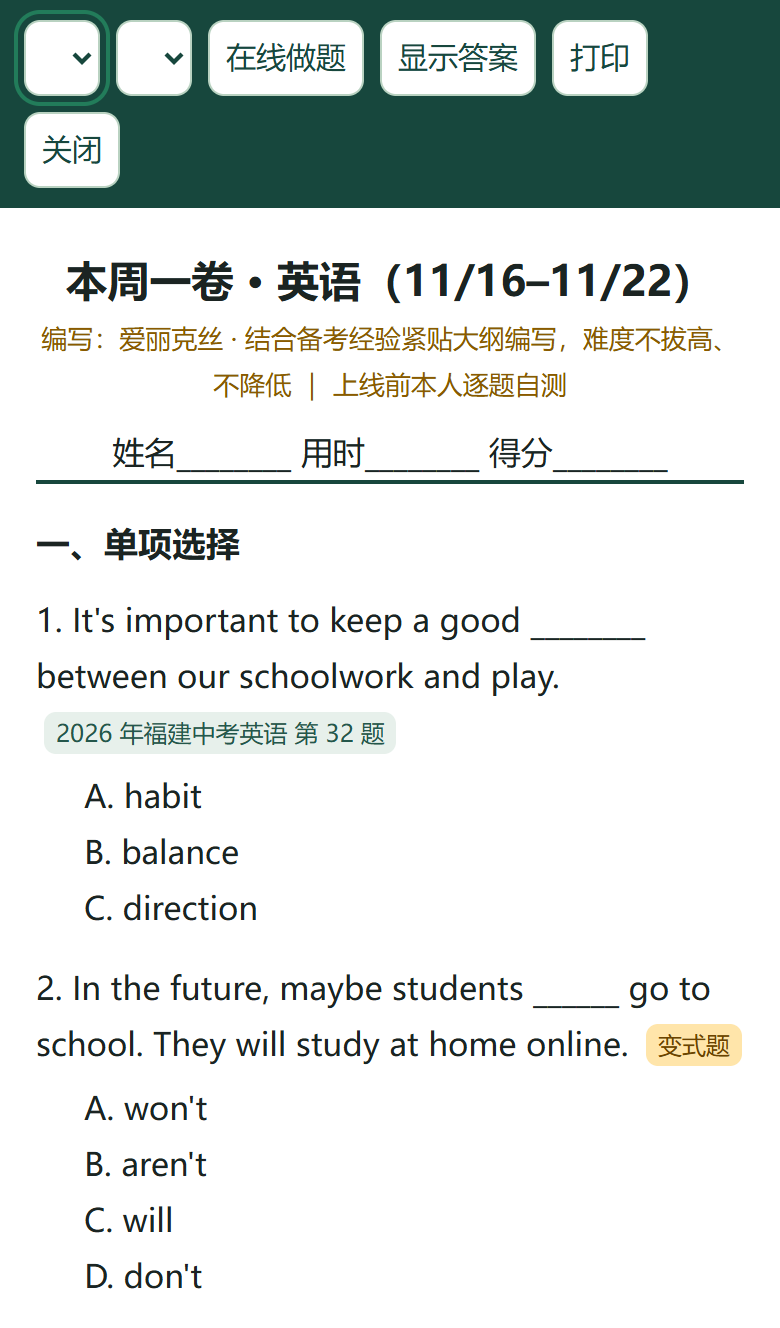 在线做题 显示答案 打印
关闭
本周一卷 · 英语（11/16–11/22）
编写：爱丽克丝 · 结合备考经验紧贴大纲编写，难度不拔高、
不降低 ｜ 上线前本人逐题自测
姓名________ 用时________ 得分________
一、单项选择
1. It's important to keep a good ________
between our schoolwork and play.
2026 年福建中考英语 第 32 题
A. habit
B. balance
C. direction
2. In the future, maybe students ______ go to
school. They will study at home online. 变式题
A. won't
B. aren't
C. will
D. don't